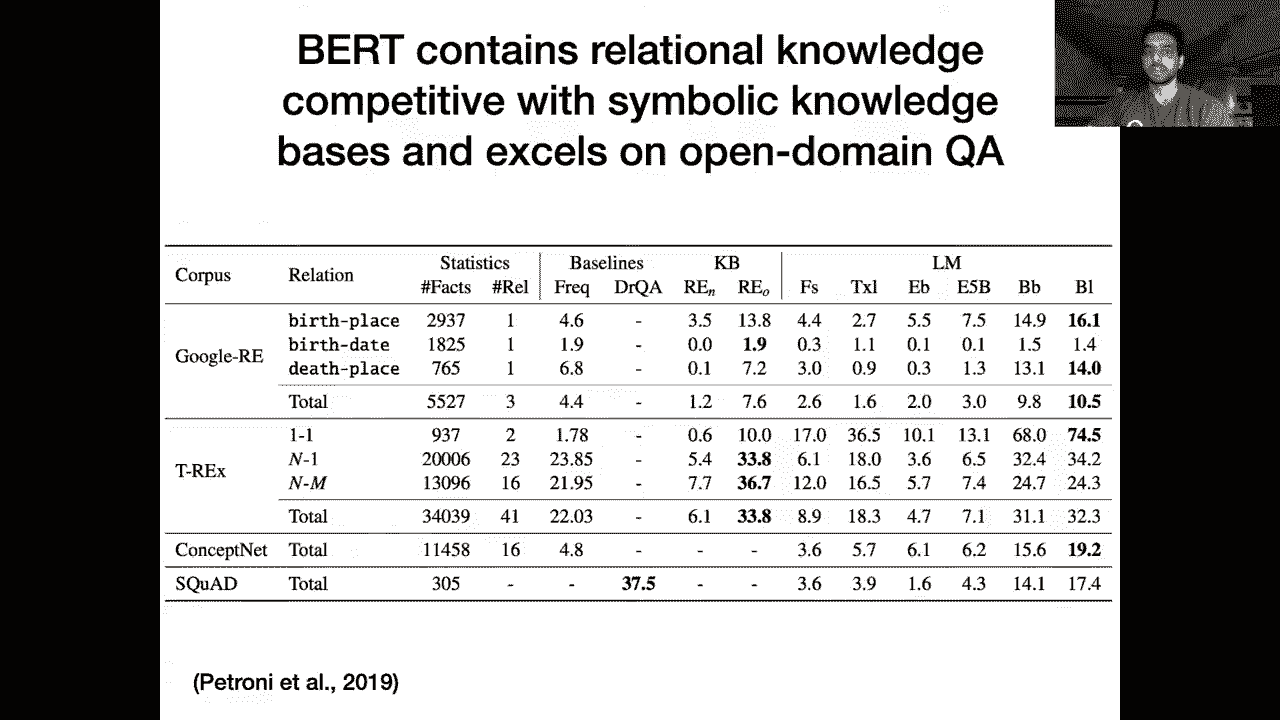 BERT contains relational knowledge
competitive with symbolic knowledge
bases and excels on open-domain QA
Corpus Relation Statistics Baselines KB LM
#Facts #Rel Freq DrQA REn REo Fs Txl Eb E5B Bb Bl
Google-RE birth-place 2937 1 4.6 - 3.5 13.8 4.4 2.7 5.5 7.5 14.9 16.1
birth-date 1825 1 1.9 - 0.0 1.9 0.3 1.1 0.1 0.1 1.5 1.4
death-place 765 1 6.8 - 0.1 7.2 3.0 0.9 0.3 1.3 13.1 14.0
Total 5527 3 4.4 - 1.2 7.6 2.6 1.6 2.0 3.0 9.8 10.5
T-REx 1-1 937 2 1.78 - 0.6 10.0 17.0 36.5 10.1 13.1 68.0 74.5
N-1 20006 23 23.85 - 5.4 33.8 6.1 18.0 3.6 6.5 32.4 34.2
N-M 13096 16 21.95 - 7.7 36.7 12.0 16.5 5.7 7.4 24.7 24.3
Total 34039 41 22.03 - 6.1 33.8 8.9 18.3 4.7 7.1 31.1 32.3
ConceptNet Total 11458 16 4.8 - - - 3.6 5.7 6.1 6.2 15.6 19.2
SQuAD Total 305 - - 37.5 - - 3.6 3.9 1.6 4.3 14.1 17.4
(Petroni et al., 2019)